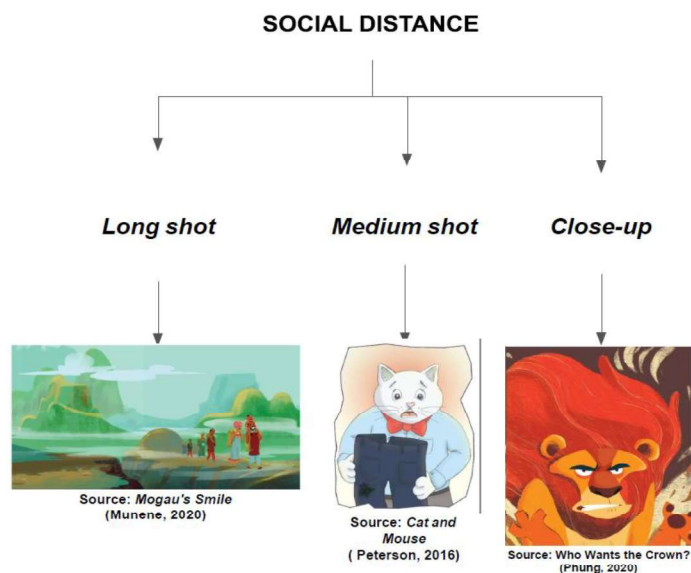 SOCIAL DISTANCE
Long shot
Medium shot
Close-up
Source: Mogau's Smile
(Munene, 2020)
Source: Cat and
Mouse
( Peterson, 2016)
Source: Who Wants the Crown?
(Phung, 2020)